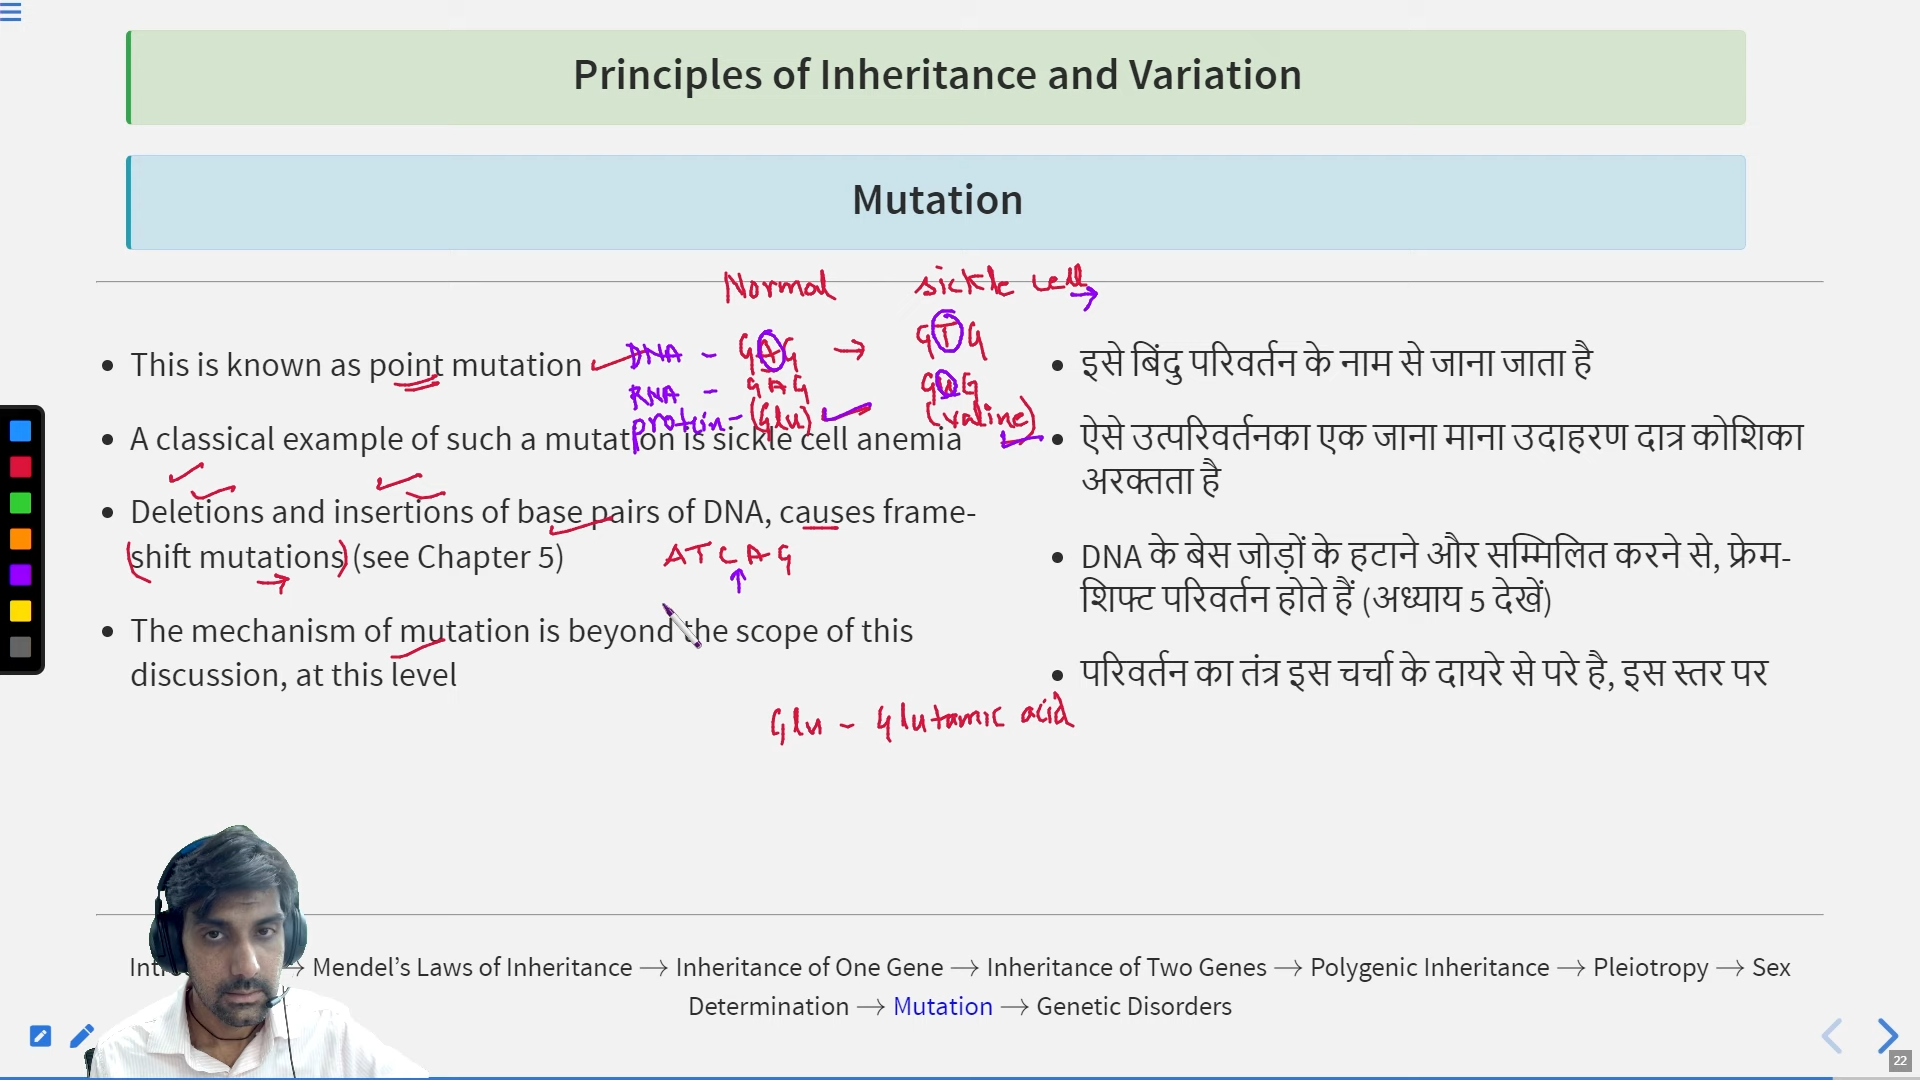 Principles of Inheritance and Variation
Mutation
Normal
sickle cell
DNA - GAG → GTG
RNA - GAG GUG
protein - (Glu) (valine)
This is known as point mutation
A classical example of such a mutation is sickle cell anemia
Deletions and insertions of base pairs of DNA, causes frame-
shift mutations (see Chapter 5)
ATCAG
The mechanism of mutation is beyond the scope of this
discussion, at this level
Glu - Glutamic acid
इसे बिंदु परिवर्तन के नाम से जाना जाता है
ऐसे उत्परिवर्तनका एक जाना माना उदाहरण दात्र कोशिका
अरक्तता है
DNA के बेस जोड़ों के हटाने और सम्मिलित करने से, फ्रेम-
शिफ्ट परिवर्तन होते हैं (अध्याय 5 देखें)
परिवर्तन का तंत्र इस चर्चा के दायरे से परे है, इस स्तर पर
→ Mendel’s Laws of Inheritance → Inheritance of One Gene → Inheritance of Two Genes → Polygenic Inheritance → Pleiotropy → Sex
Determination → Mutation → Genetic Disorders
22